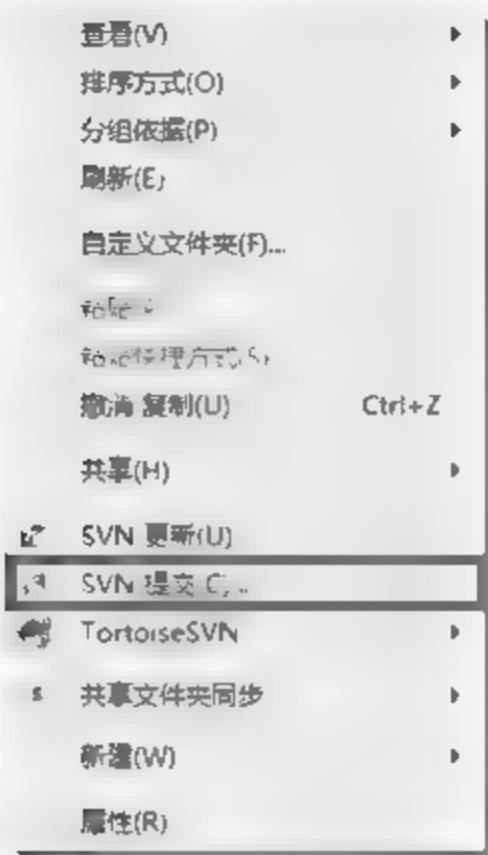 查看(V)
排序方式(O)
分组依据(P)
刷新(E)
自定义文件夹(F)...
撤消 复制(U) Ctrl+Z
共享(H)
SVN 更新(U)
SVN 提交(C)...
TortoiseSVN
共享文件夹同步
新建(W)
属性(R)